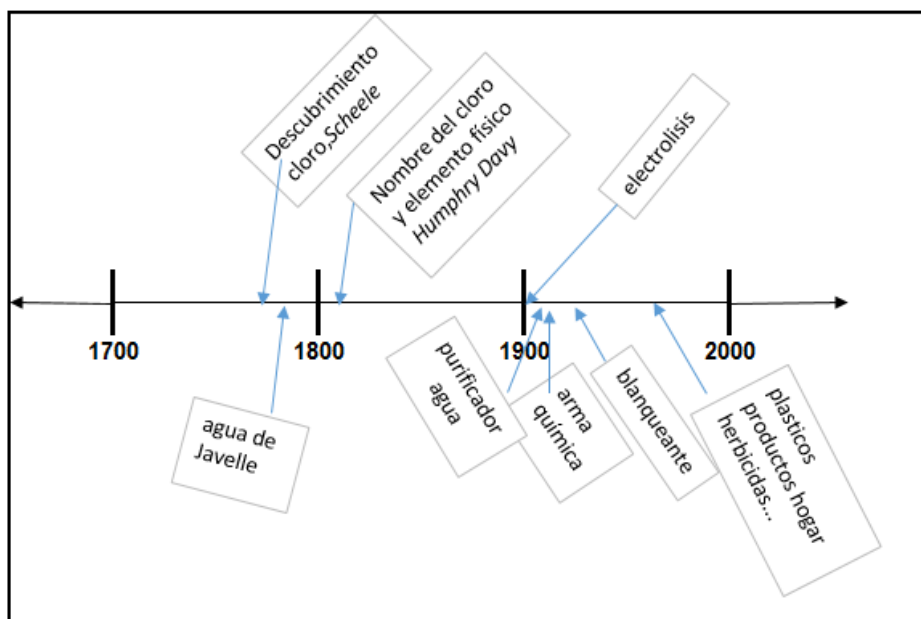 Descubrimiento
cloro,Scheele
Nombre del cloro
y elemento físico
Humphry Davy
electrolisis
1700
1800
1900
2000
agua de
Javelle
purificador
agua
arma
química
blanqueante
plasticos
productos hogar
herbicidas...